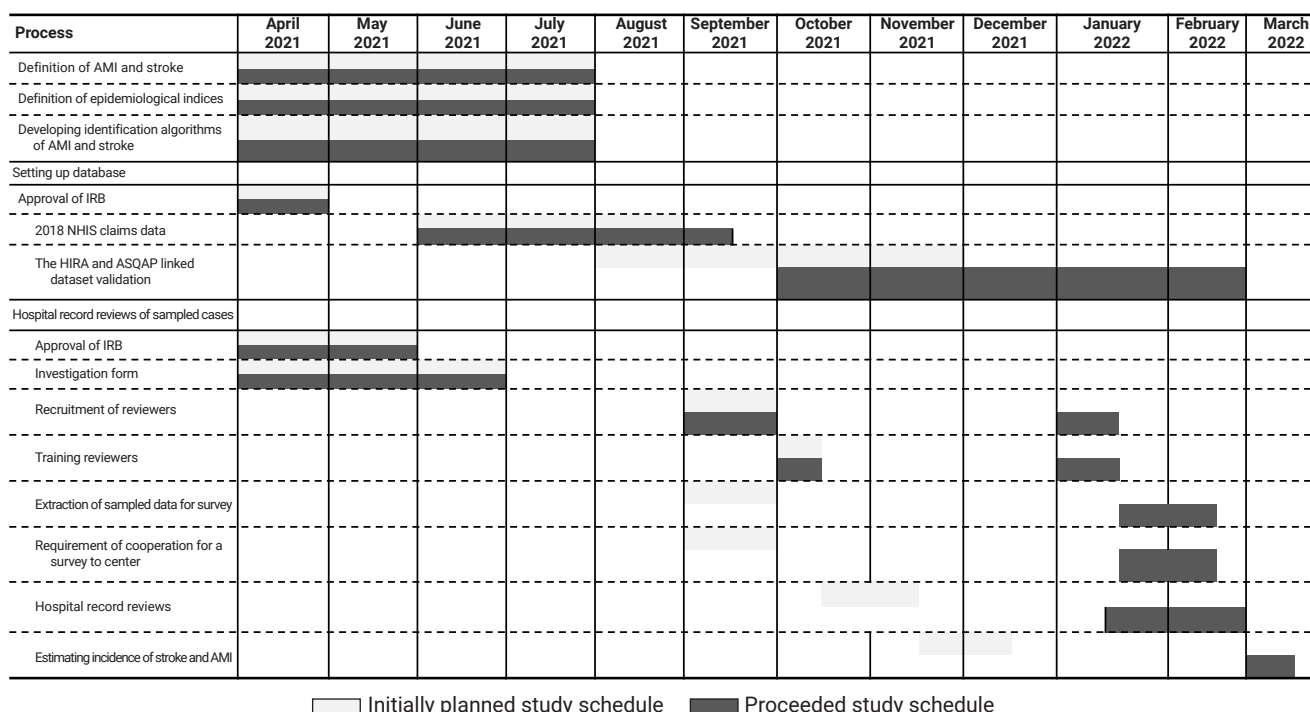 Process
April 2021
May 2021
June 2021
July 2021
August 2021
September 2021
October 2021
November 2021
December 2021
January 2022
February 2022
March 2022
Definition of AMI and stroke
Definition of epidemiological indices
Developing identification algorithms
of AMI and stroke
Setting up database
Approval of IRB
2018 NHIS claims data
The HIRA and ASQAP linked
dataset validation
Hospital record reviews of sampled cases
Approval of IRB
Investigation form
Recruitment of reviewers
Training reviewers
Extraction of sampled data for survey
Requirement of cooperation for a
survey to center
Hospital record reviews
Estimating incidence of stroke and AMI
Initially planned study schedule
Proceeded study schedule